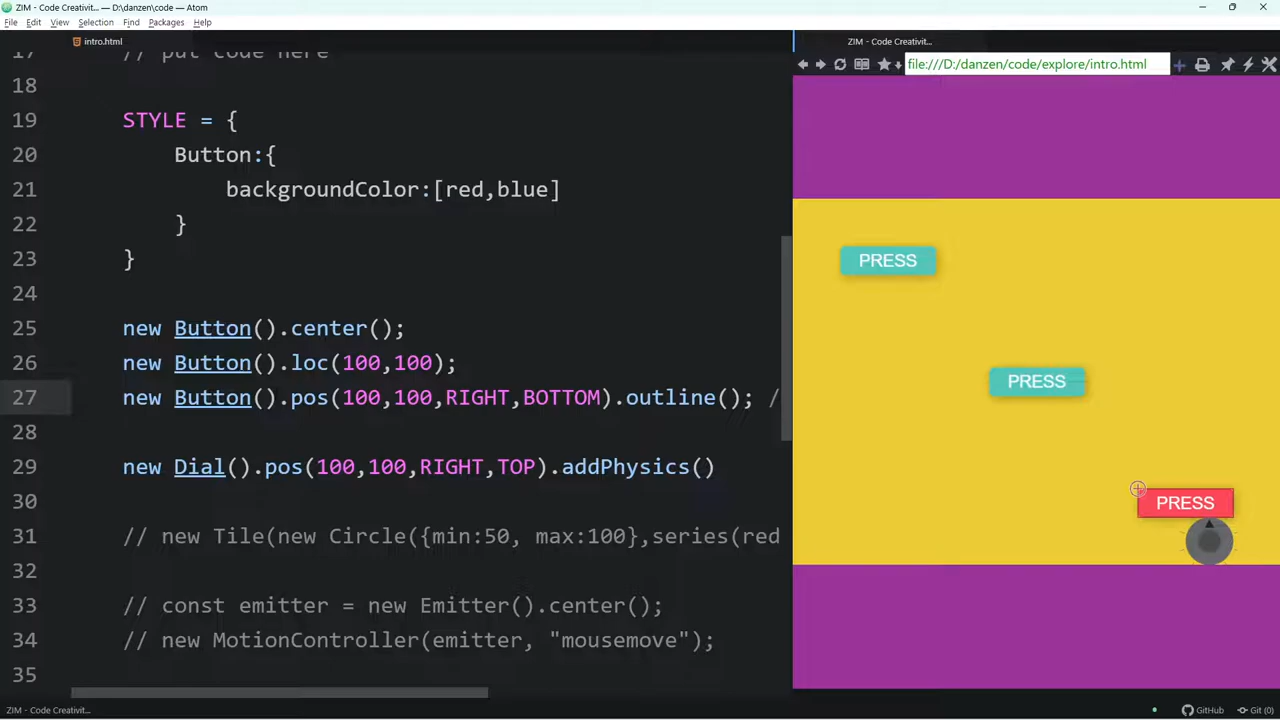 ZIM - Code Creativit... — D:\danzen\code — Atom
File Edit View Selection Find Packages Help
intro.html
ZIM - Code Creativit...
file:///D:/danzen/code/explore/intro.html
17 // put code here
18
19 STYLE = {
20 Button:{
21 backgroundColor:[red,blue]
22 }
23 }
24
25 new Button().center();
26 new Button().loc(100,100);
27 new Button().pos(100,100,RIGHT,BOTTOM).outline(); /
28
29 new Dial().pos(100,100,RIGHT,TOP).addPhysics()
30
31 // new Tile(new Circle({min:50, max:100},series(red
32
33 // const emitter = new Emitter().center();
34 // new MotionController(emitter, "mousemove");
35
PRESS
PRESS
PRESS
ZIM - Code Creativit...
GitHub
Git (0)